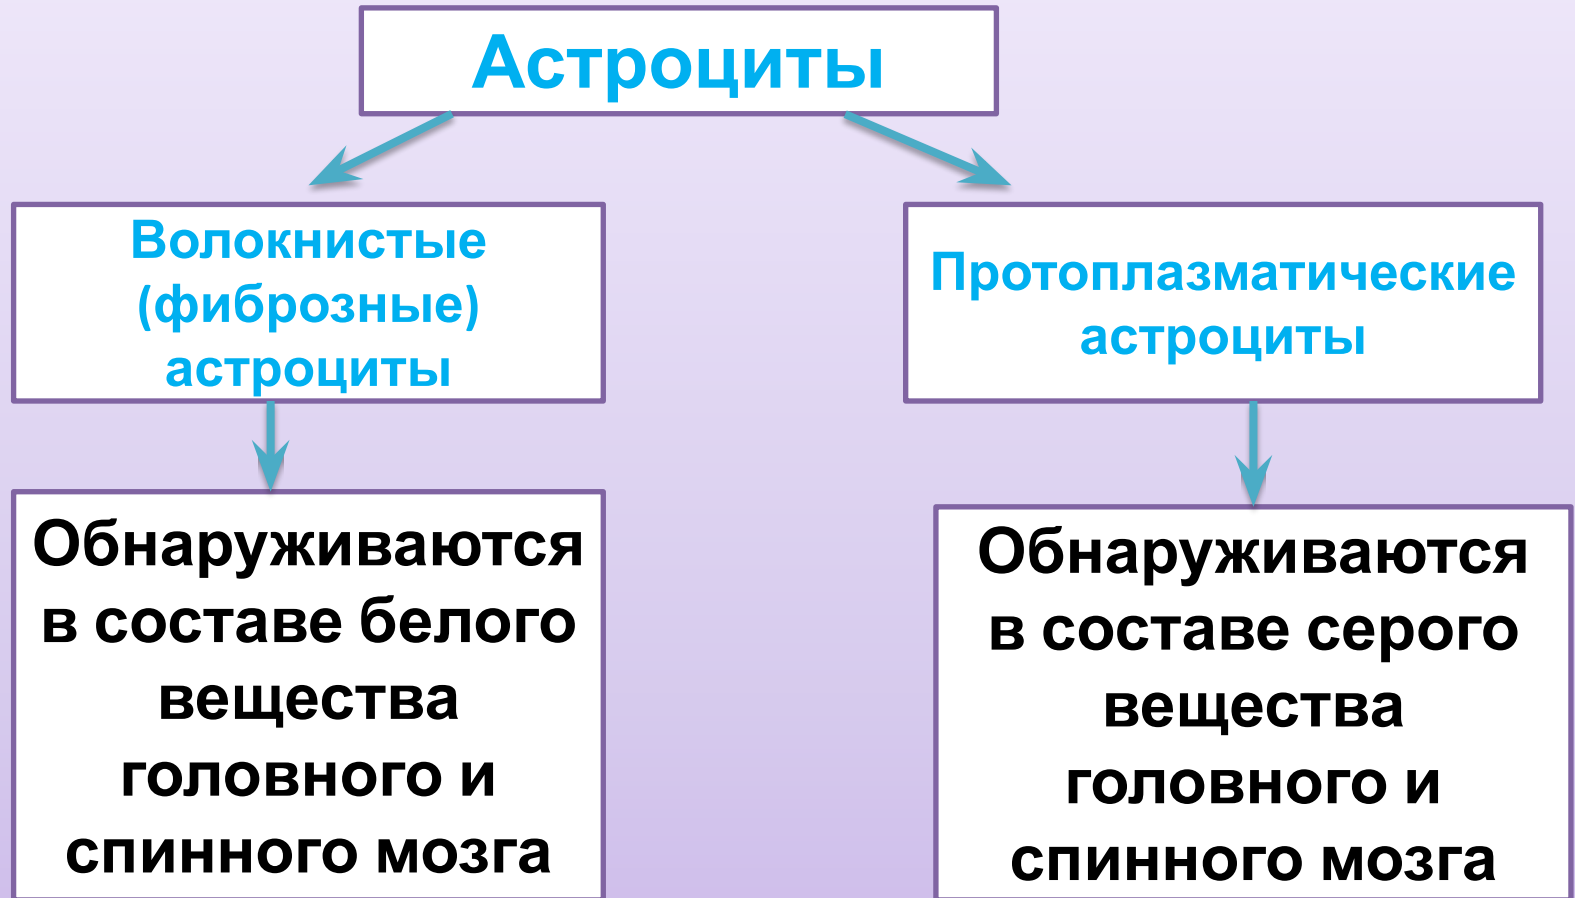 Астроциты
Волокнистые
(фиброзные)
астроциты
Протоплазматические
астроциты
Обнаруживаются
в составе белого
вещества
головного и
спинного мозга
Обнаруживаются
в составе серого
вещества
головного и
спинного мозга